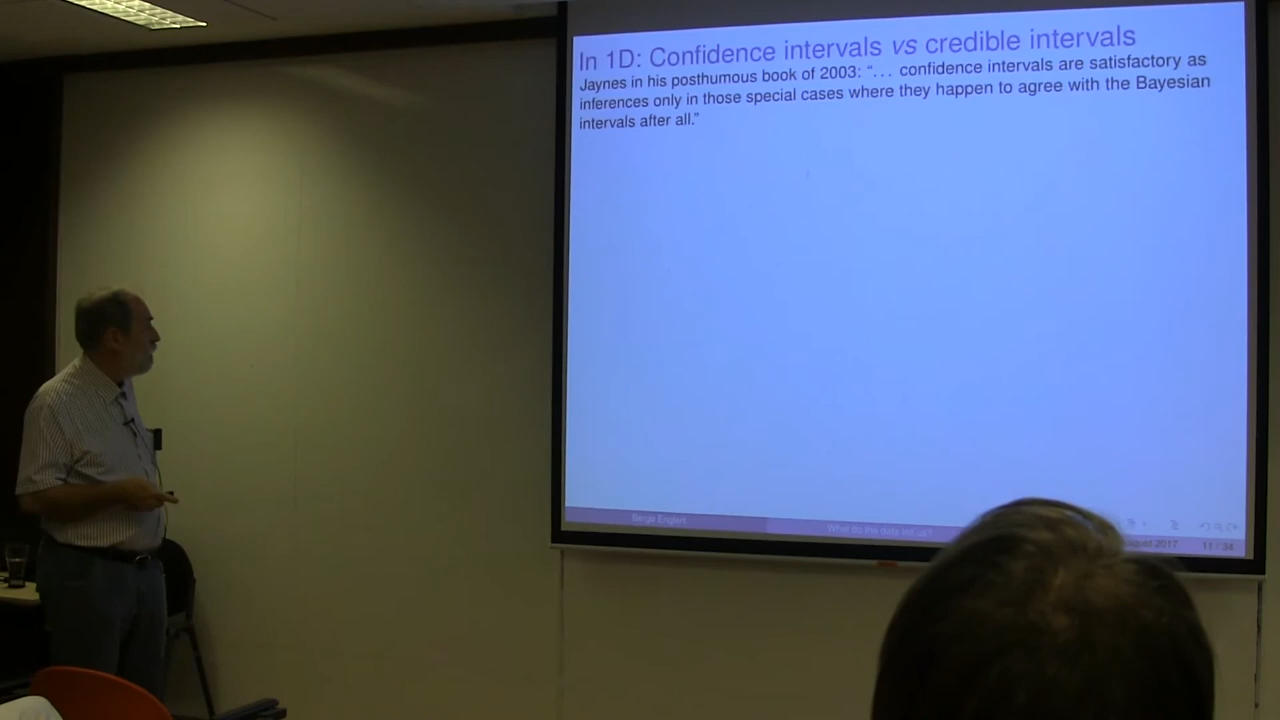 In 1D: Confidence intervals vs credible intervals
Jaynes in his posthumous book of 2003: “… confidence intervals are satisfactory as
inferences only in those special cases where they happen to agree with the Bayesian
intervals after all.”
Berge Englert
What do the data tell us?
2017
11 / 34